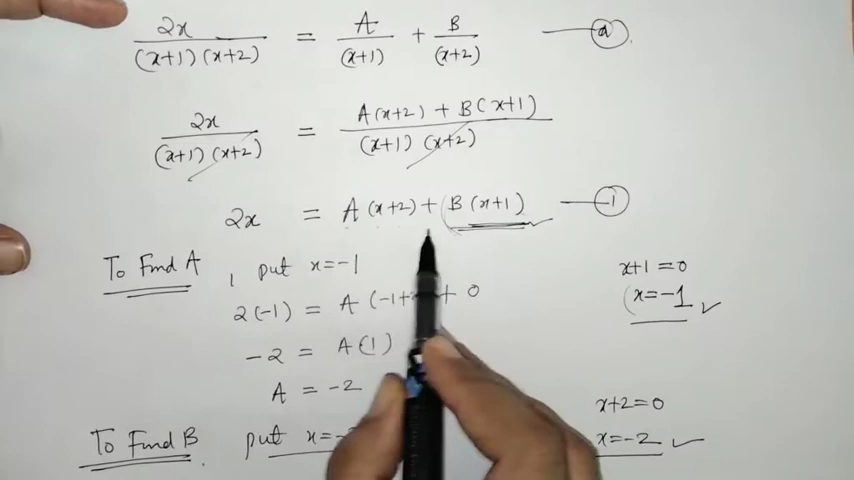 2x/(x+1)(x+2) = A/(x+1) + B/(x+2) — (a)
2x/(x+1)(x+2) = A(x+2) + B(x+1)/(x+1)(x+2)
2x = A(x+2) + B(x+1) — (1)
To Find A, put x=-1
x+1=0
2(-1) = A(-1+ + 0
x=-1 ✓
-2 = A(1)
A = -2
x+2=0
To Find B. put x=-
x=-2 ✓